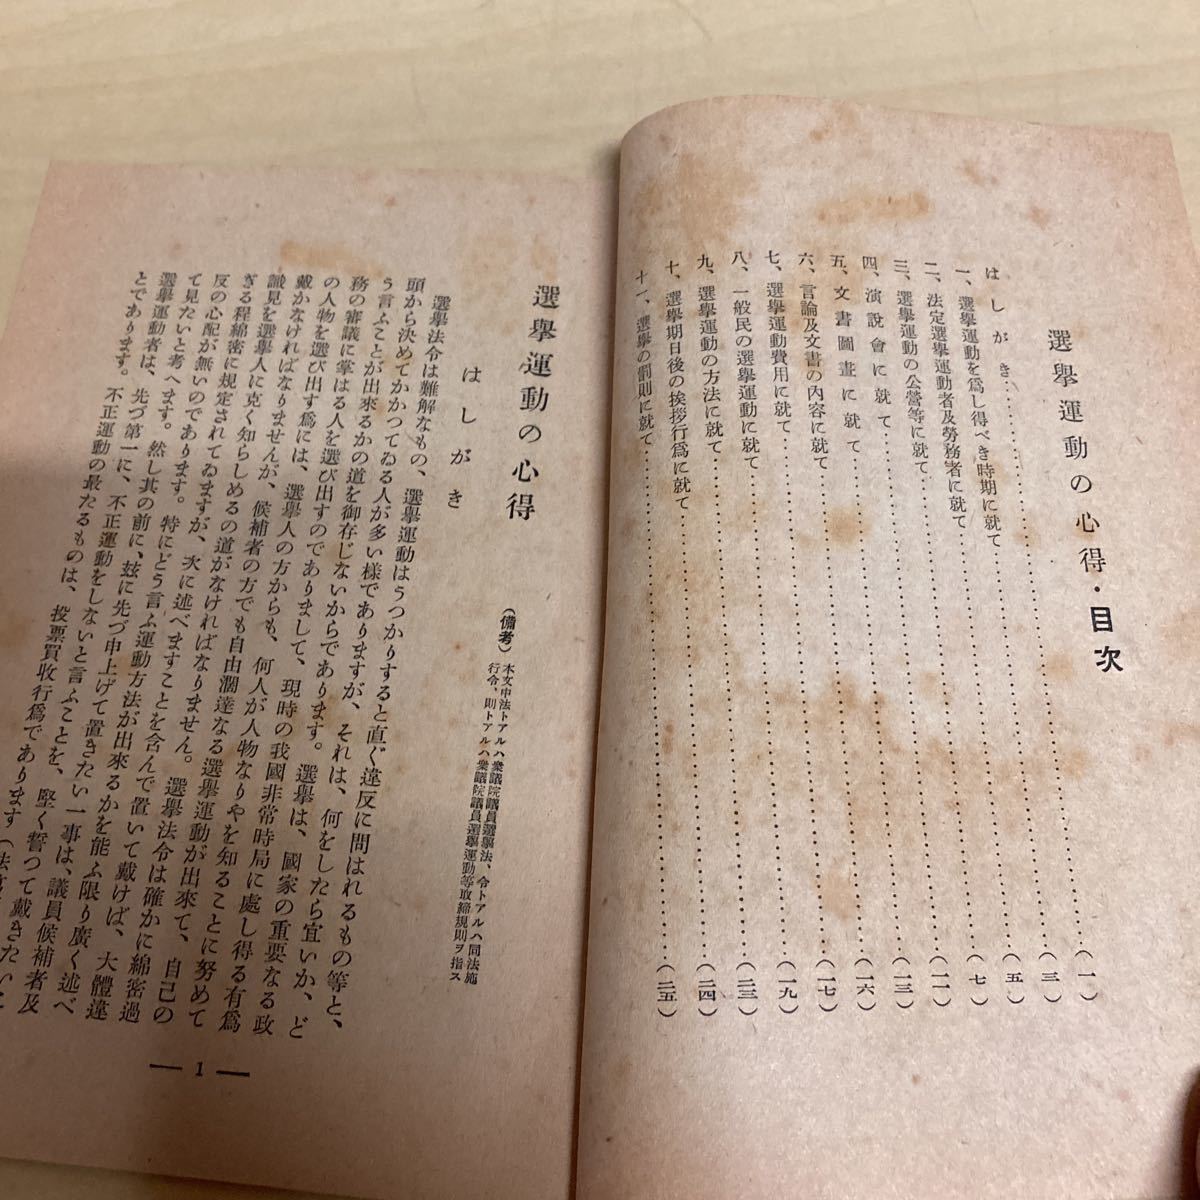 選擧運動の心得・目次
はしがき……………(一)
一、選擧運動を爲し得べき時期に就て……………(三)
二、法定選擧運動者及勞務者に就て……………(五)
三、選擧運動の公營等に就て……………(七)
四、演說會に就て……………(一一)
五、文書圖畫に就て……………(一三)
六、言論及文書の內容に就て……………(一六)
七、選擧運動費用に就て……………(一七)
八、一般民の選擧運動に就て……………(一九)
九、選擧運動の方法に就て……………(二三)
十、選擧期日後の挨拶行爲に就て……………(二四)
十一、選擧の罰則に就て……………(二五)
選擧運動の心得
(備考) 本文中法トアルハ衆議院議員選擧法、令トアルハ同法施
行令、則トアルハ衆議院議員選擧運動等取締規則ヲ指ス
はしがき
選擧法令は難解なもの、選擧運動はうつかりすると直ぐ違反に問はれるもの等と、
頭から決めてかかつてゐる人が多い樣でありますが、それは、何をしたら宜いか、ど
う言ふことが出來るかの道を御存じないからであります。選擧は、國家の重要なる政
務の審議に掌はる人を選び出すのでありまして、現時の我國非常時局に處し得る有爲
の人物を選び出す爲には、選擧人の方からも、何人が人物なりやを知ることに努めて
戴かなければなりませんが、候補者の方でも自由濶達なる選擧運動が出來て、自己の
識見を選擧人に克く知らしめるの道がなければなりません。選擧法令は確かに綿密過
ぎる程綿密に規定されてゐますが、次に述べますことを含んで置いて戴けば、大體違
反の心配が無いのであります。特にどう言ふ運動方法が出來るかを能ふ限り廣く述べ
て見たいと考へます。然し其の前に、玆に先づ申上げて置きたい一事は、議員候補者及
選擧運動者は、先づ第一に、不正運動をしないと言ふことを、堅く誓つて戴きたいこ
とであります。不正運動の最たるものは、投票買收行爲であります(法
— 1 —